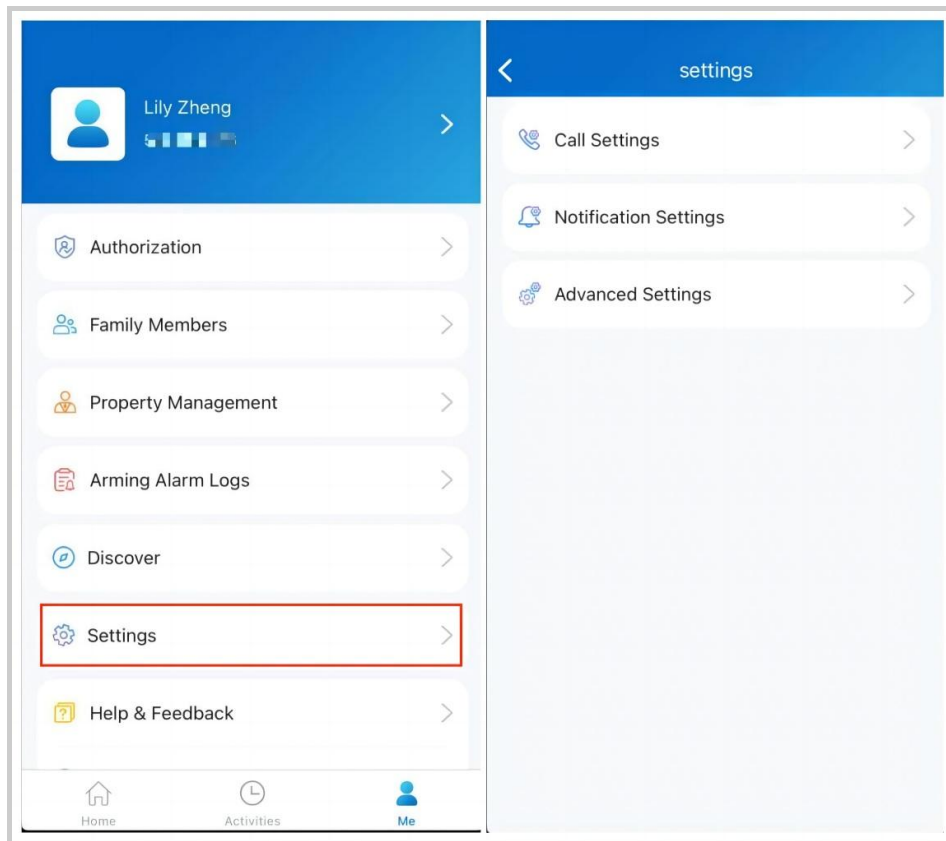 Lily Zheng
Authorization
Family Members
Property Management
Arming Alarm Logs
Discover
Settings
Help & Feedback
Home
Activities
Me
settings
Call Settings
Notification Settings
Advanced Settings